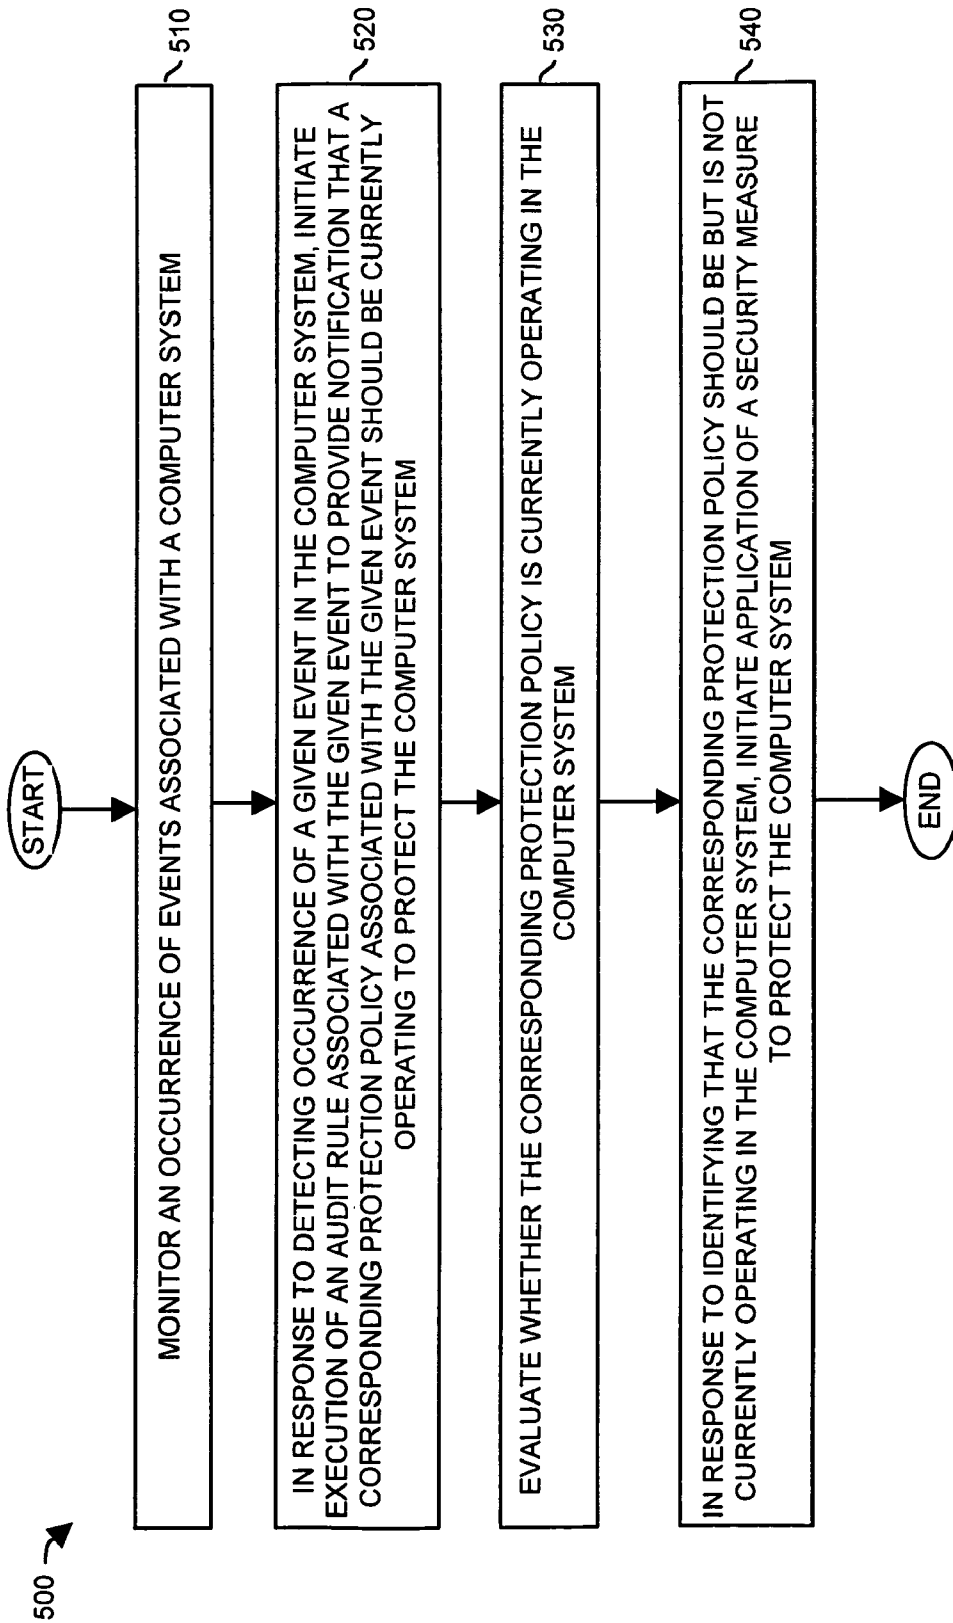 500
START
MONITOR AN OCCURRENCE OF EVENTS ASSOCIATED WITH A COMPUTER SYSTEM
510
IN RESPONSE TO DETECTING OCCURRENCE OF A GIVEN EVENT IN THE COMPUTER SYSTEM, INITIATE
EXECUTION OF AN AUDIT RULE ASSOCIATED WITH THE GIVEN EVENT TO PROVIDE NOTIFICATION THAT A
CORRESPONDING PROTECTION POLICY ASSOCIATED WITH THE GIVEN EVENT SHOULD BE CURRENTLY
OPERATING TO PROTECT THE COMPUTER SYSTEM
520
EVALUATE WHETHER THE CORRESPONDING PROTECTION POLICY IS CURRENTLY OPERATING IN THE
COMPUTER SYSTEM
530
IN RESPONSE TO IDENTIFYING THAT THE CORRESPONDING PROTECTION POLICY SHOULD BE BUT IS NOT
CURRENTLY OPERATING IN THE COMPUTER SYSTEM, INITIATE APPLICATION OF A SECURITY MEASURE
TO PROTECT THE COMPUTER SYSTEM
540
END